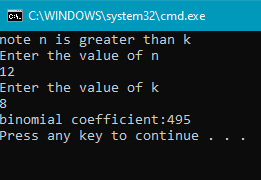 C:\WINDOWS\system32\cmd.exe
note n is greater than k
Enter the value of n
12
Enter the value of k
8
binomial coefficient:495
Press any key to continue . . .